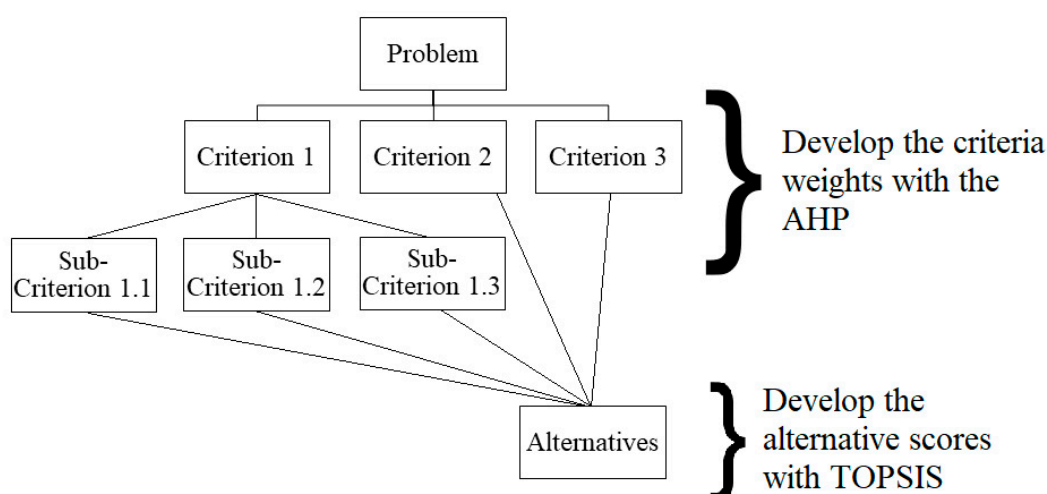 Problem
Criterion 1
Criterion 2
Criterion 3
Develop the criteria
weights with the
AHP
Sub-
Criterion 1.1
Sub-
Criterion 1.2
Sub-
Criterion 1.3
Alternatives
Develop the
alternative scores
with TOPSIS